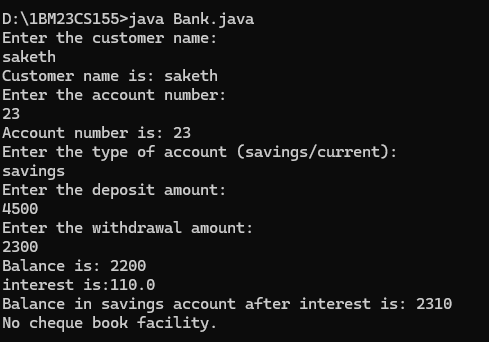 D:\1BM23CS155>java Bank.java
Enter the customer name:
saketh
Customer name is: saketh
Enter the account number:
23
Account number is: 23
Enter the type of account (savings/current):
savings
Enter the deposit amount:
4500
Enter the withdrawal amount:
2300
Balance is: 2200
interest is:110.0
Balance in savings account after interest is: 2310
No cheque book facility.